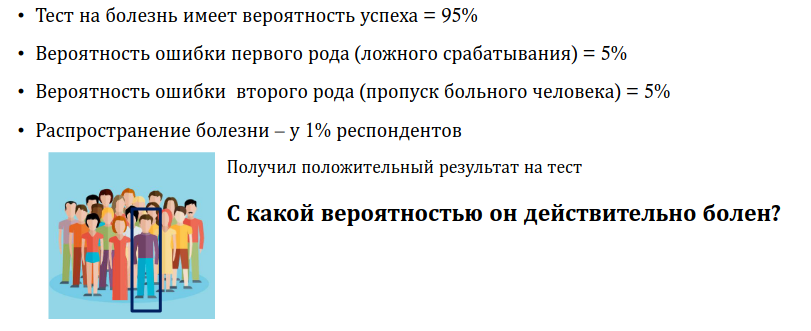 • Тест на болезнь имеет вероятность успеха = 95%
• Вероятность ошибки первого рода (ложного срабатывания) = 5%
• Вероятность ошибки второго рода (пропуск больного человека) = 5%
• Распространение болезни – у 1% респондентов
Получил положительный результат на тест
С какой вероятностью он действительно болен?